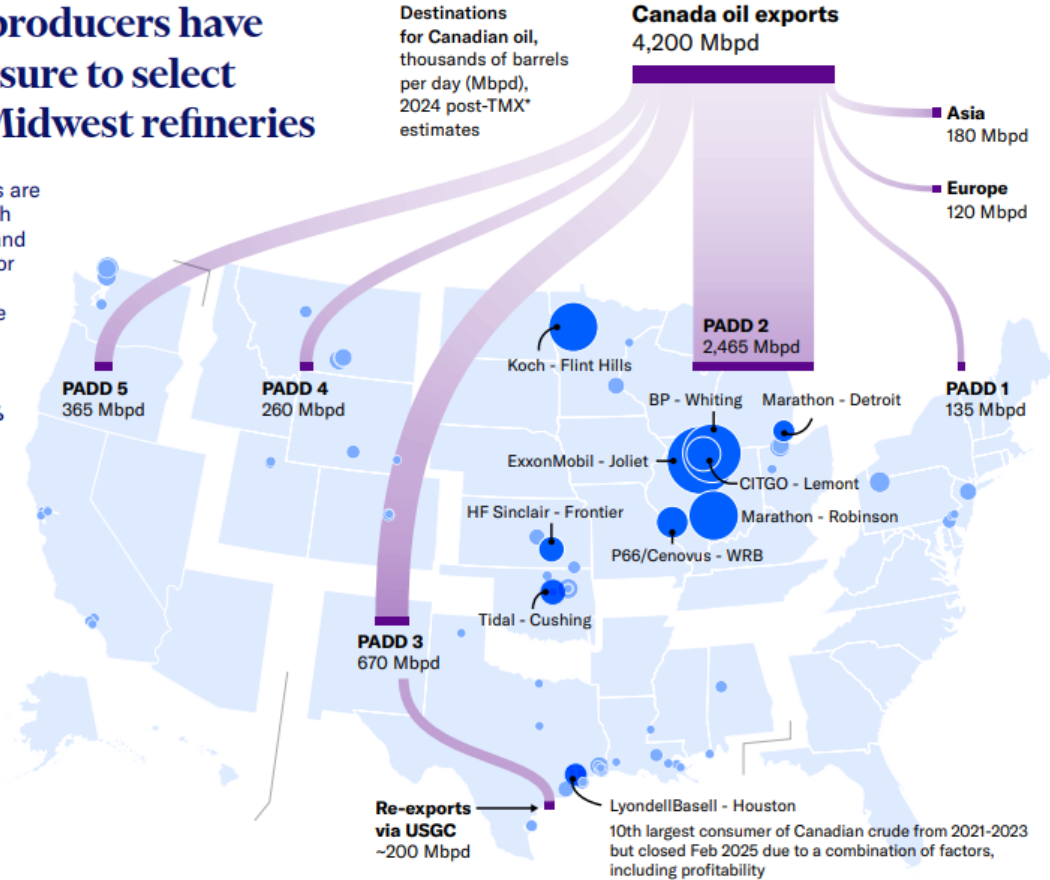 producers have
sure to select
Midwest refineries
s are
h
and
or
e
%
Destinations
for Canadian oil,
thousands of barrels
per day (Mbpd),
2024 post-TMX*
estimates
Canada oil exports
4,200 Mbpd
Asia
180 Mbpd
Europe
120 Mbpd
PADD 5
365 Mbpd
PADD 4
260 Mbpd
PADD 2
2,465 Mbpd
PADD 1
135 Mbpd
Koch - Flint Hills
BP - Whiting
Marathon - Detroit
ExxonMobil - Joliet
CITGO - Lemont
HF Sinclair - Frontier
Marathon - Robinson
P66/Cenovus - WRB
Tidal - Cushing
PADD 3
670 Mbpd
Re-exports
via USGC
~200 Mbpd
LyondellBasell - Houston
10th largest consumer of Canadian crude from 2021-2023
but closed Feb 2025 due to a combination of factors,
including profitability